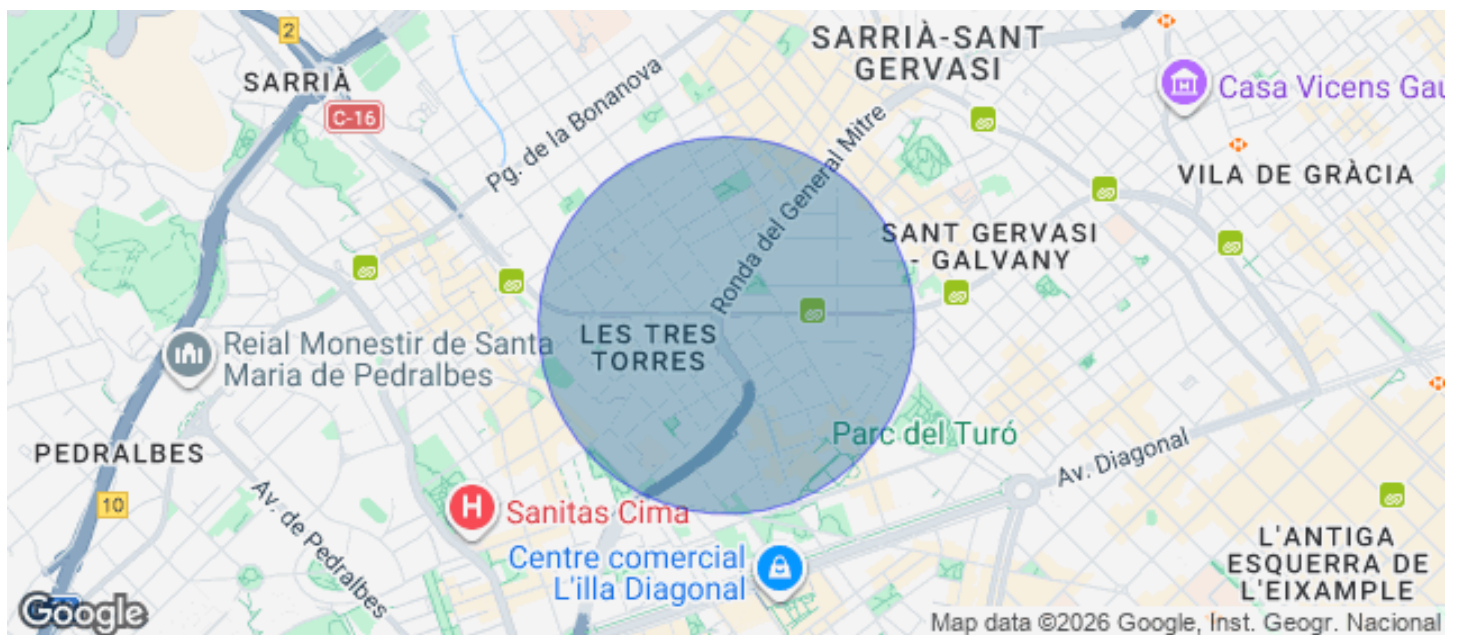 2
SARRIÀ
C-16
Pg. de la Bonanova
SARRIÀ-SANT
GERVASI
Casa Vicens Gau
Ronda del General Mitre
VILA DE GRÀCIA
SANT GERVASI
- GALVANY
LES TRES
TORRES
Reial Monestir de Santa
Maria de Pedralbes
PEDRALBES
10
Av. de Pedralbes
H
Sanitas Cima
Parc del Turó
Av. Diagonal
Centre comercial
L'illa Diagonal
L'ANTIGA
ESQUERRA DE
L'EIXAMPLE
Google
Map data ©2026 Google, Inst. Geogr. Nacional